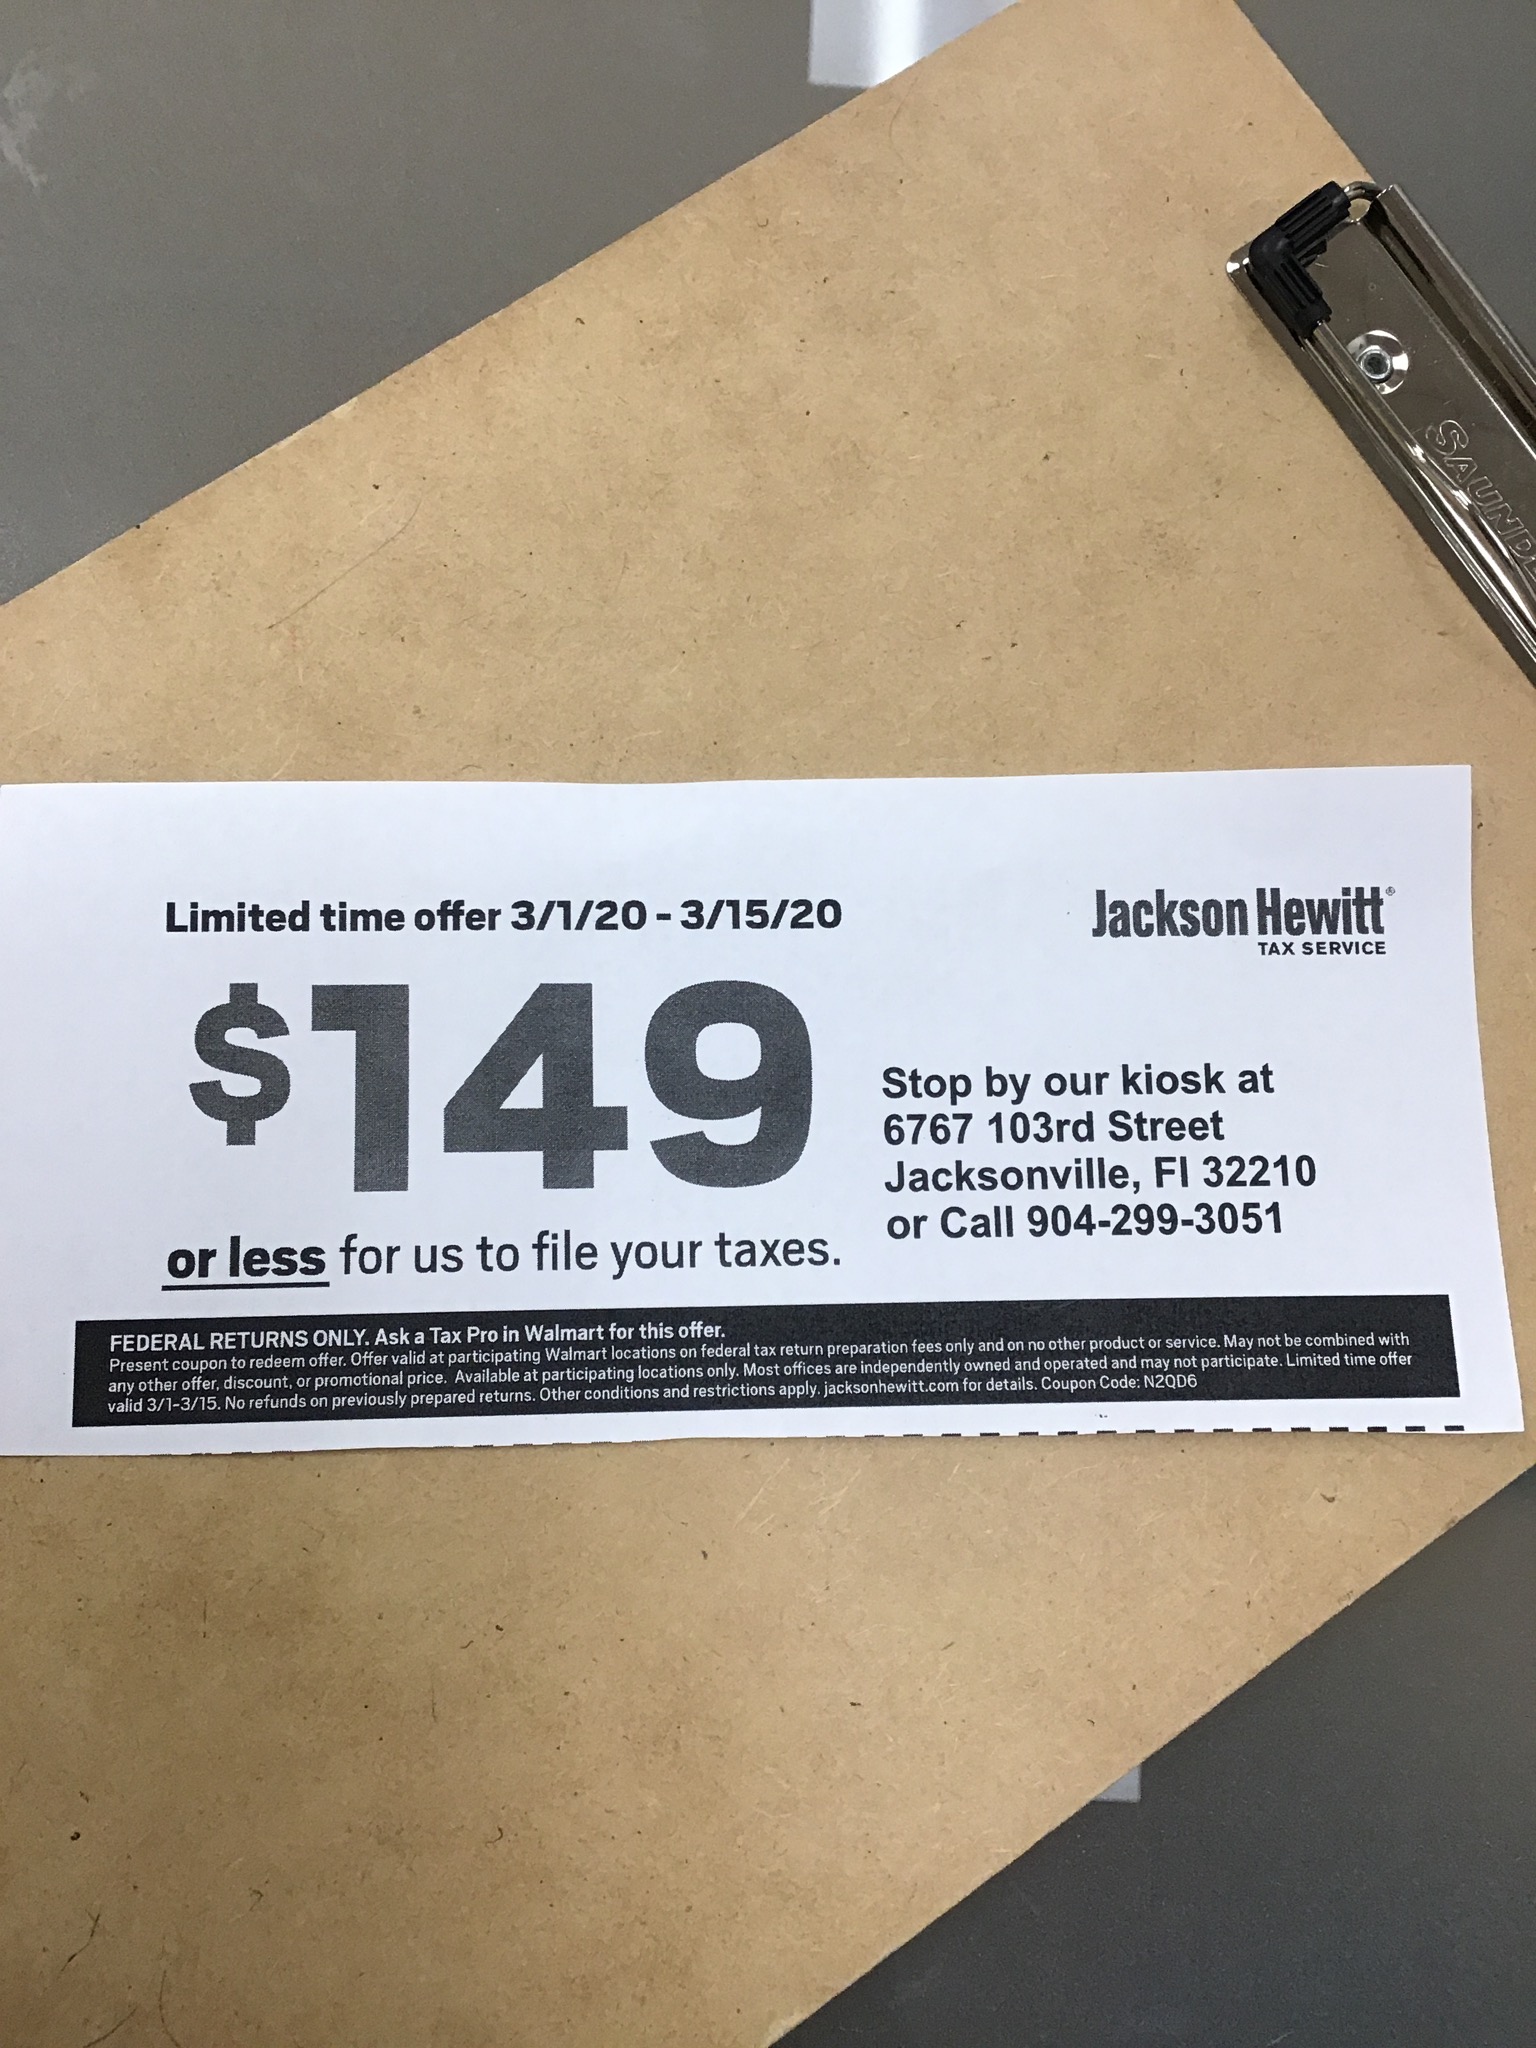 SAUND
Limited time offer 3/1/20 - 3/15/20
Jackson Hewitt®
TAX SERVICE
$149
or less for us to file your taxes.
Stop by our kiosk at
6767 103rd Street
Jacksonville, Fl 32210
or Call 904-299-3051
FEDERAL RETURNS ONLY. Ask a Tax Pro in Walmart for this offer.
Present coupon to redeem offer. Offer valid at participating Walmart locations on federal tax return preparation fees only and on no other product or service. May not be combined with
any other offer, discount, or promotional price. Available at participating locations only. Most offices are independently owned and operated and may not participate. Limited time offer
valid 3/1-3/15. No refunds on previously prepared returns. Other conditions and restrictions apply. jacksonhewitt.com for details. Coupon Code: N2QD6